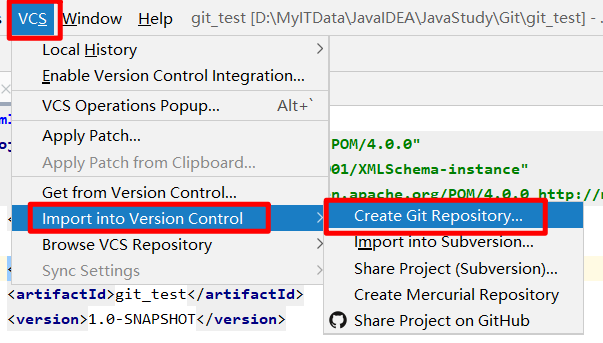 VCS Window Help git_test [D:\MyITData\JavaIDEA\JavaStudy\Git\git_test] - .
Local History
Enable Version Control Integration...
VCS Operations Popup... Alt+`
Apply Patch...
POM/4.0.0"
Apply Patch from Clipboard...
01/XMLSchema-instance"
Get from Version Control...
n.apache.org/POM/4.0.0 http://
Import into Version Control
Create Git Repository...
Browse VCS Repository
Import into Subversion...
Sync Settings
Share Project (Subversion)...
<artifactId>git_test</artifactId>
Create Mercurial Repository
<version>1.0-SNAPSHOT</version>
Share Project on GitHub